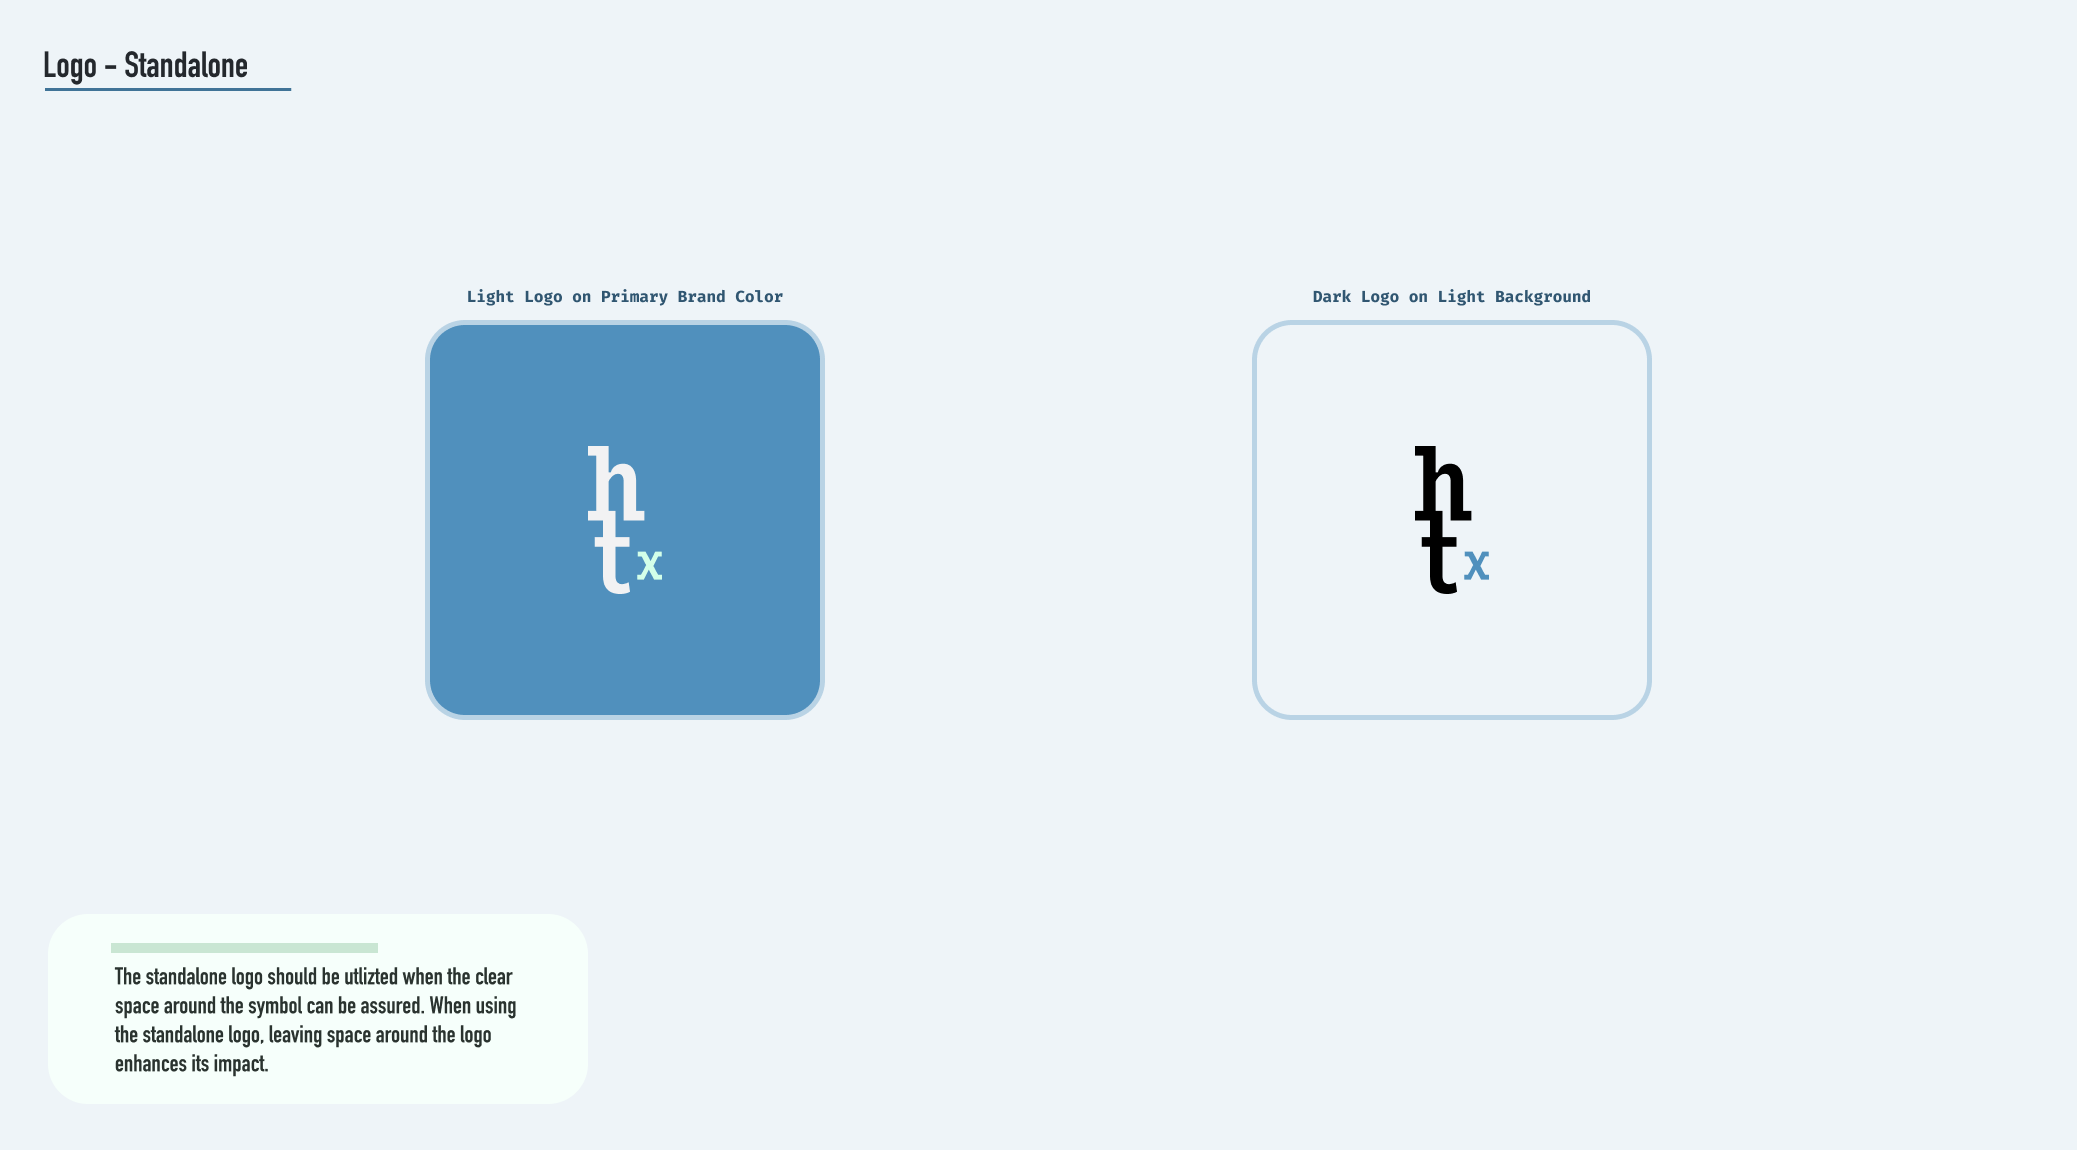 Logo - Standalone
Light Logo on Primary Brand Color
Dark Logo on Light Background
h
t x
h
t x
The standalone logo should be utlizted when the clear
space around the symbol can be assured. When using
the standalone logo, leaving space around the logo
enhances its impact.